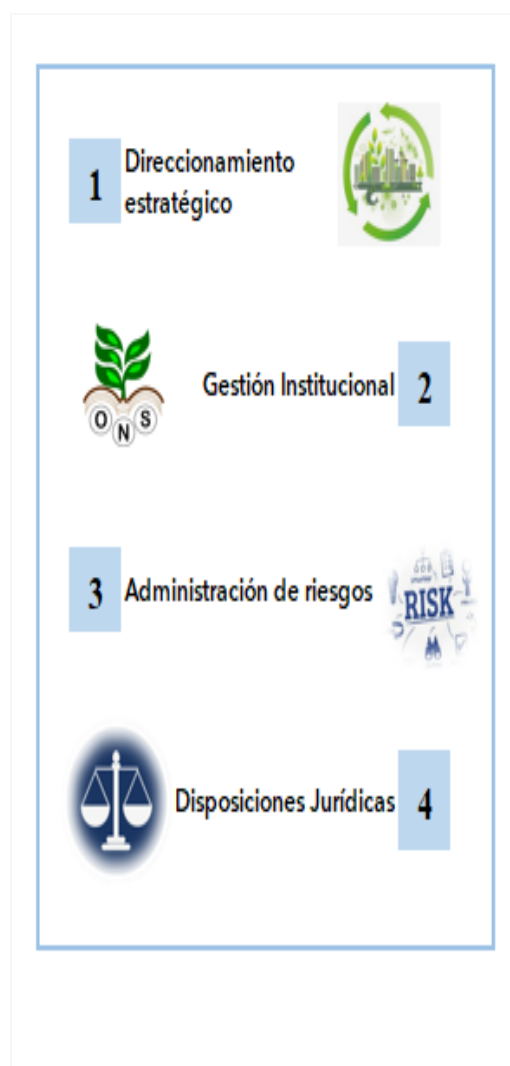 1
Direccionamiento
estratégico
O N S
Gestión Institucional 2
3 Administración de riesgos
RISK
Disposiciones Jurídicas 4